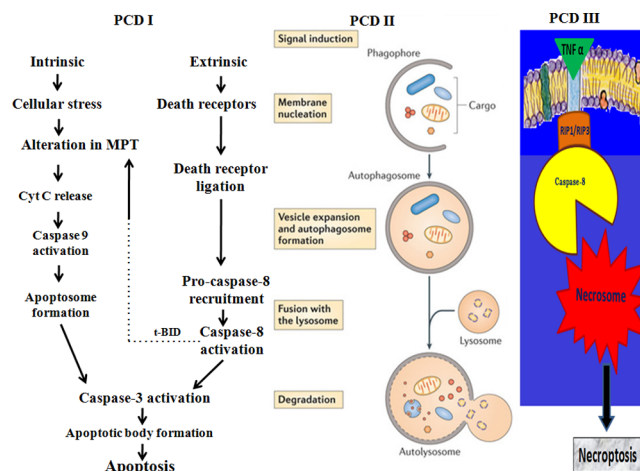 PCD I
Intrinsic
Cellular stress
Alteration in MPT
Cyt C release
Caspase 9
activation
Apoptosome
formation
Extrinsic
Death receptors
Death receptor
ligation
Pro-caspase-8
recruitment
t-BID
Caspase-8
activation
Caspase-3 activation
Apoptotic body formation
Apoptosis
PCD II
Signal induction
Phagophore
Membrane
nucleation
Cargo
Autophagosome
Vesicle expansion
and autophagosome
formation
Fusion with
the lysosome
Lysosome
Degradation
Autolysosome
PCD III
TNF α
RIP1/RIP3
Caspase-8
Necrosome
Necroptosis